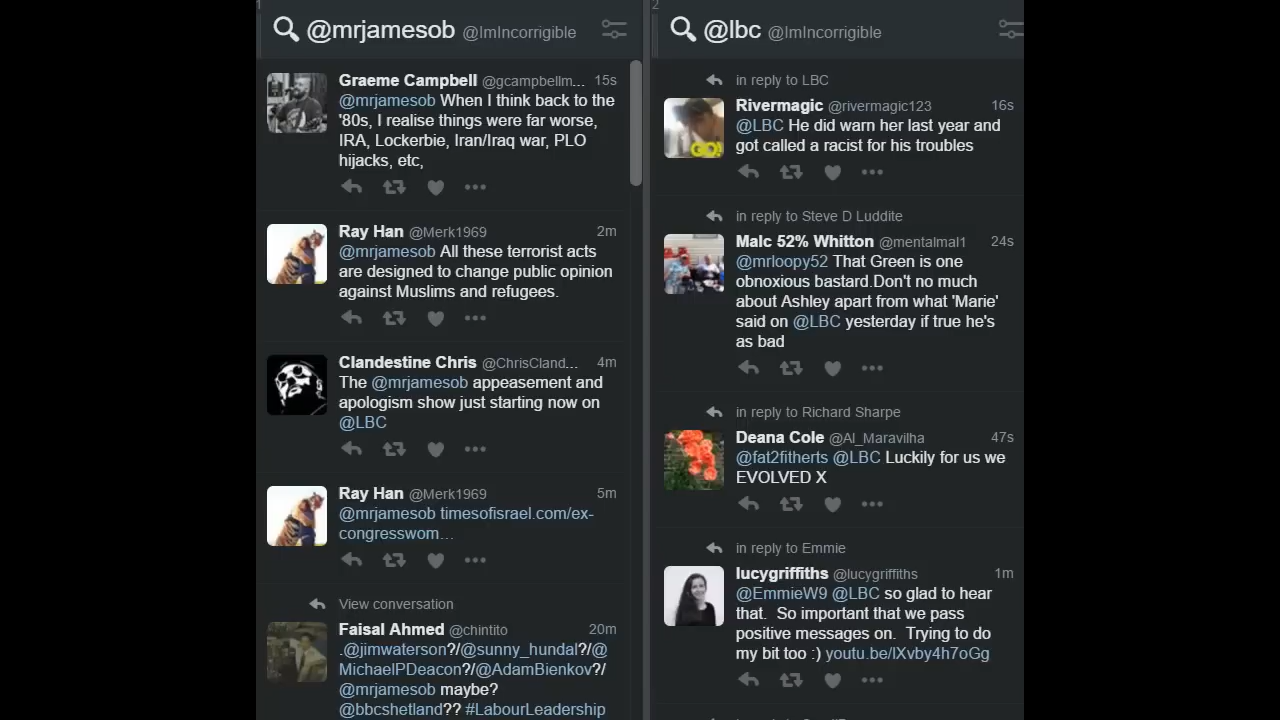 1
@mrjamesob @ImIncorrigible
Graeme Campbell @gcampbellm... 15s
@mrjamesob When I think back to the
'80s, I realise things were far worse,
IRA, Lockerbie, Iran/Iraq war, PLO
hijacks, etc,
Ray Han @Merk1969 2m
@mrjamesob All these terrorist acts
are designed to change public opinion
against Muslims and refugees.
Clandestine Chris @ChrisCland... 4m
The @mrjamesob appeasement and
apologism show just starting now on
@LBC
Ray Han @Merk1969 5m
@mrjamesob timesofisrael.com/ex-
congresswom...
View conversation
Faisal Ahmed @chintito 20m
.@jimwaterson?/@sunny_hundal?/@
MichaelPDeacon?/@AdamBienkov?/
@mrjamesob maybe?
@bbcshetland?? #LabourLeadership
2
@lbc @ImIncorrigible
in reply to LBC
Rivermagic @rivermagic123 16s
@LBC He did warn her last year and
got called a racist for his troubles
GO!
in reply to Steve D Luddite
Malc 52% Whitton @mentalmal1 24s
@mrloopy52 That Green is one
obnoxious bastard.Don't no much
about Ashley apart from what 'Marie'
said on @LBC yesterday if true he's
as bad
in reply to Richard Sharpe
Deana Cole @Al_Maravilha 47s
@fat2fitherts @LBC Luckily for us we
EVOLVED X
in reply to Emmie
lucygriffiths @lucygriffiths 1m
@EmmieW9 @LBC so glad to hear
that. So important that we pass
positive messages on. Trying to do
my bit too :) youtu.be/lXvby4h7oGg